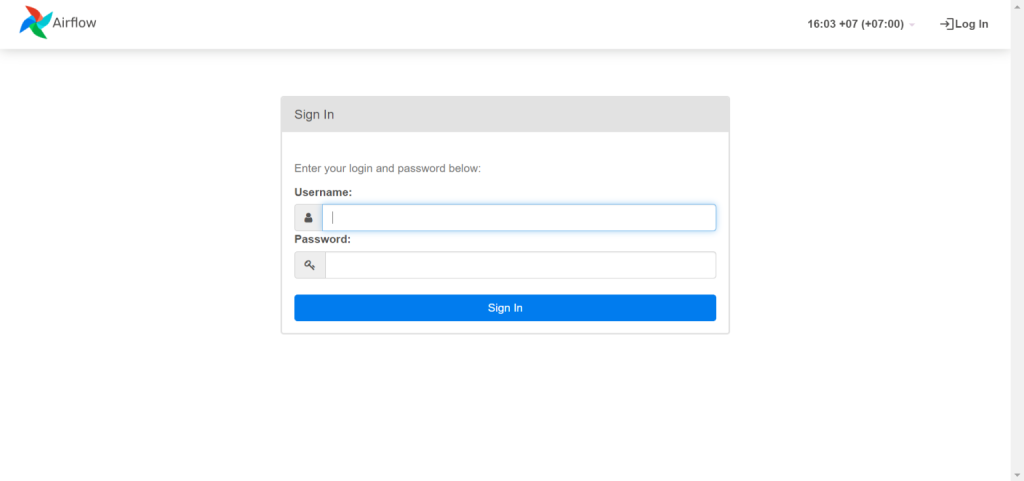 Airflow
16:03 +07 (+07:00)
Log In
Sign In
Enter your login and password below:
Username:
Password:
Sign In